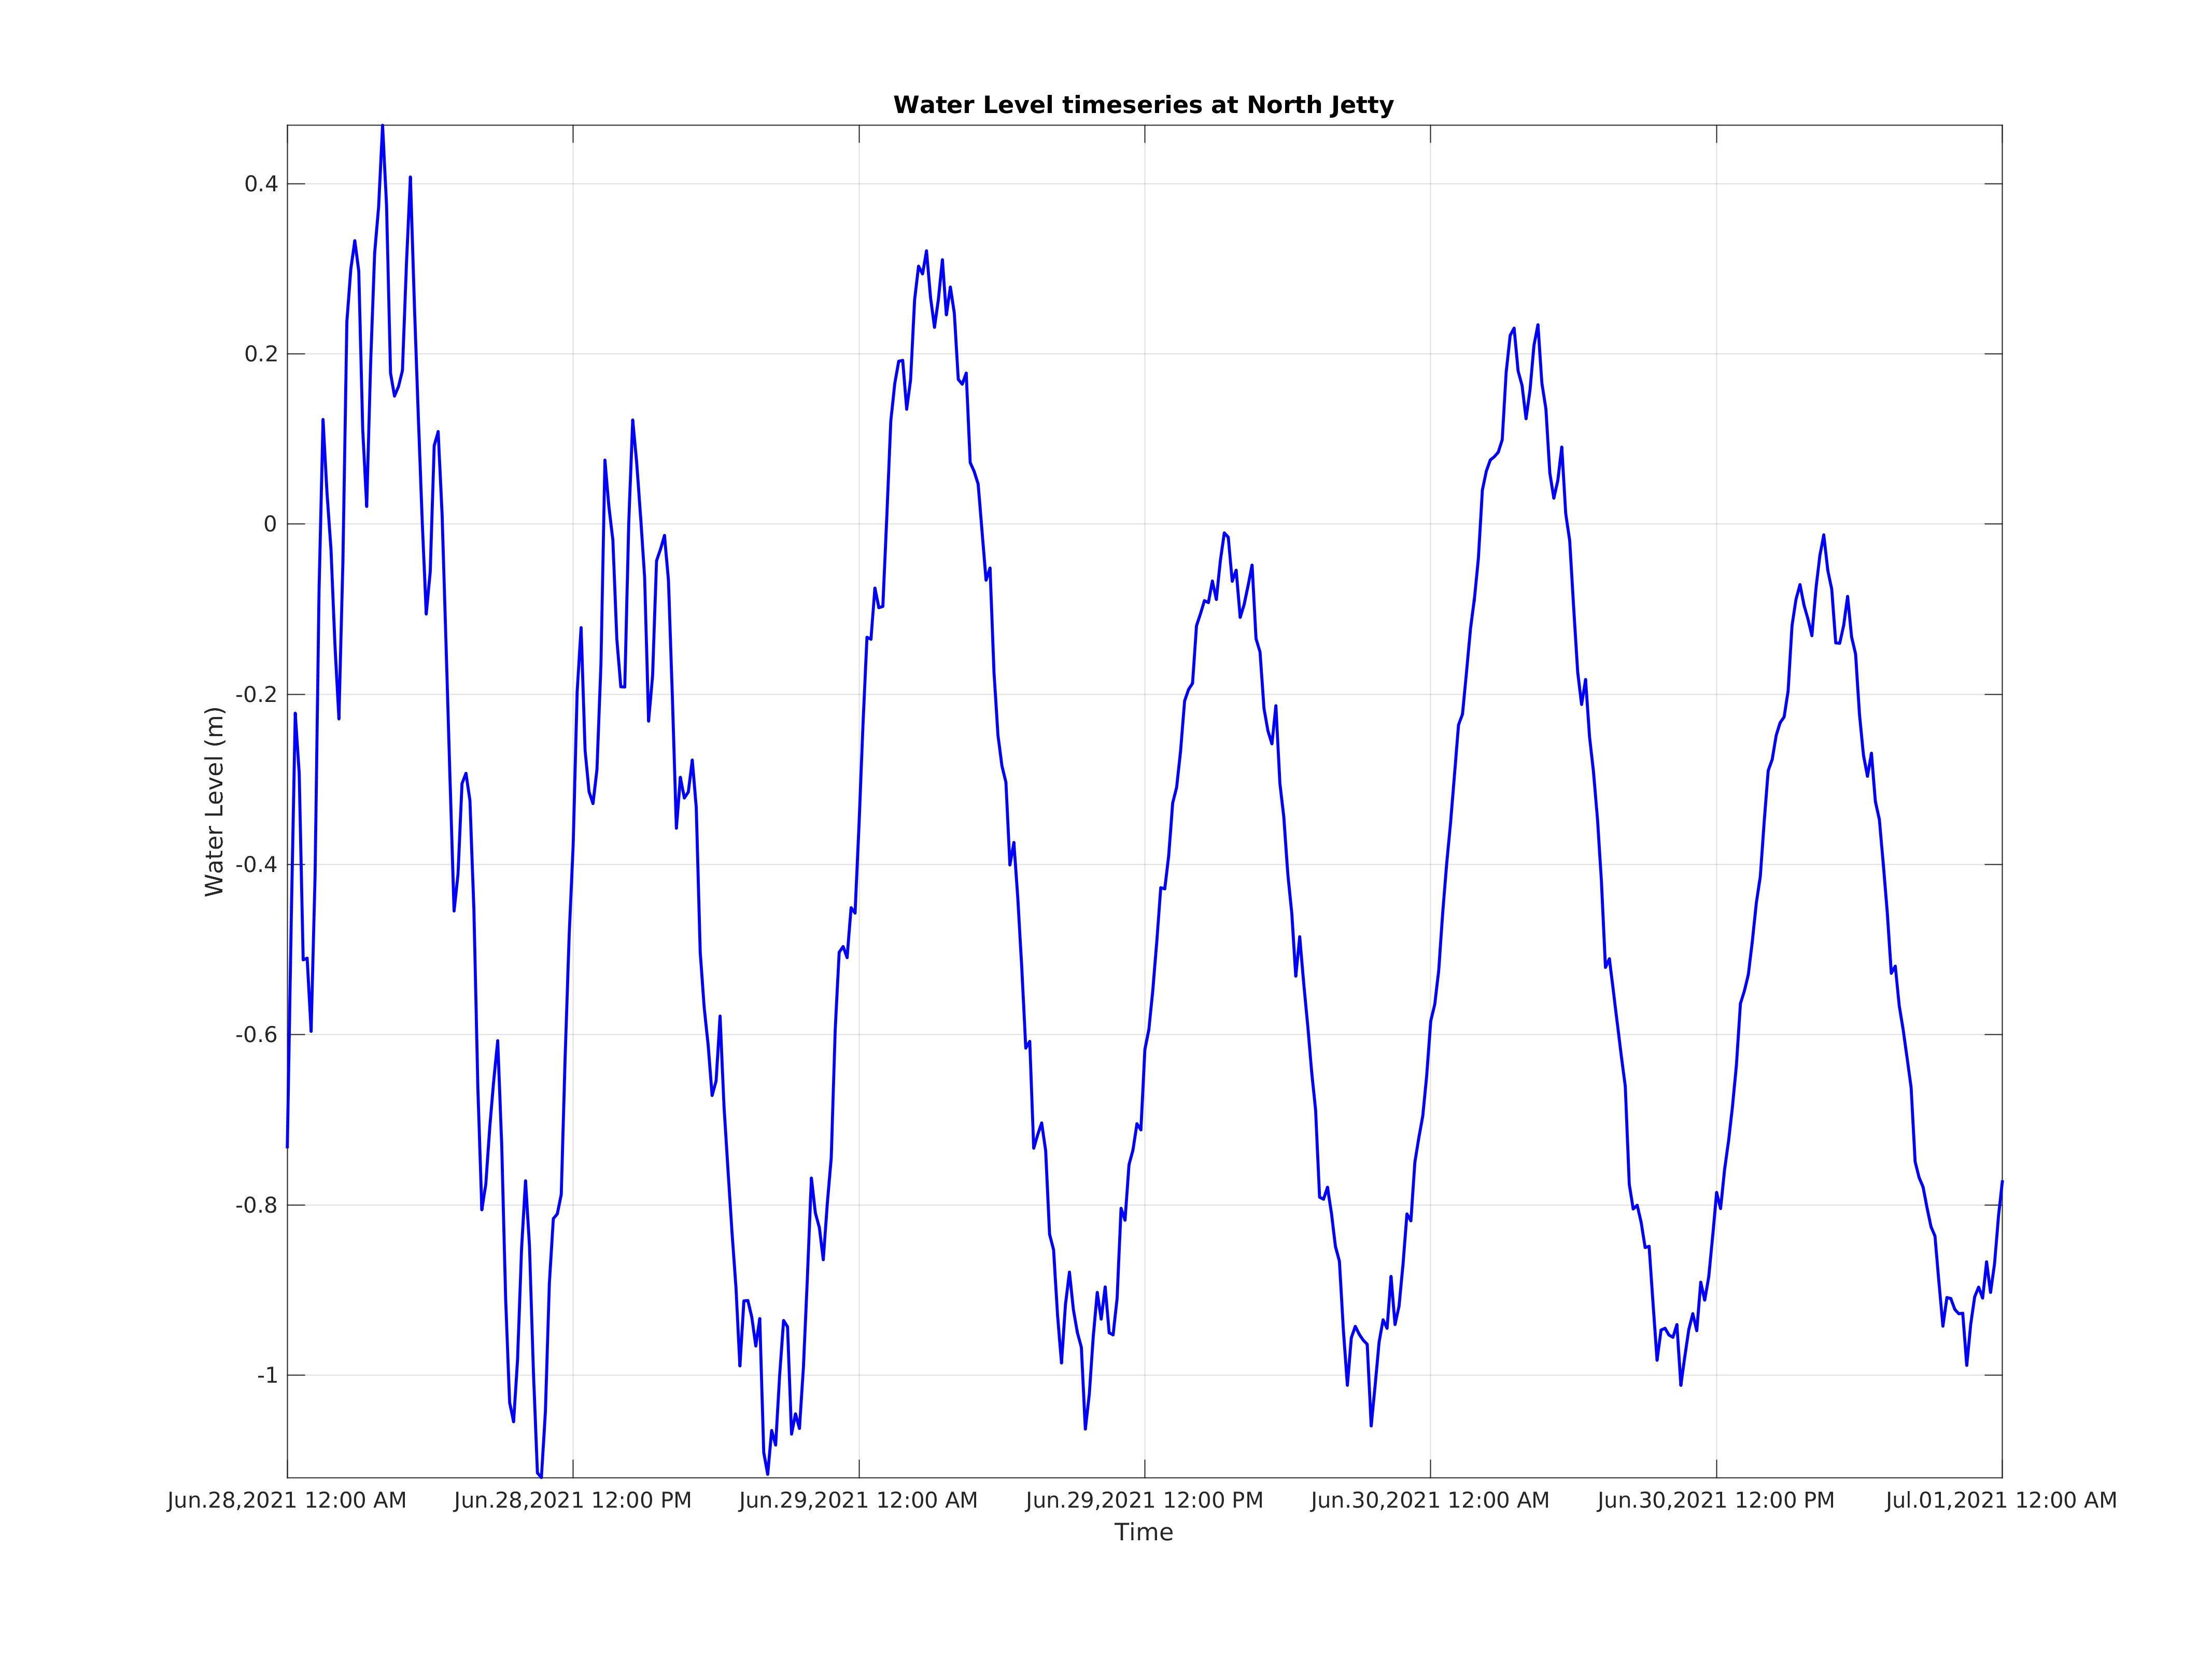 Water Level timeseries at North Jetty
0.4
0.2
0
-0.2
-0.4
-0.6
-0.8
-1
Water Level (m)
Jun.28,2021 12:00 AM Jun.28,2021 12:00 PM Jun.29,2021 12:00 AM Jun.29,2021 12:00 PM Jun.30,2021 12:00 AM Jun.30,2021 12:00 PM Jul.01,2021 12:00 AM
Time